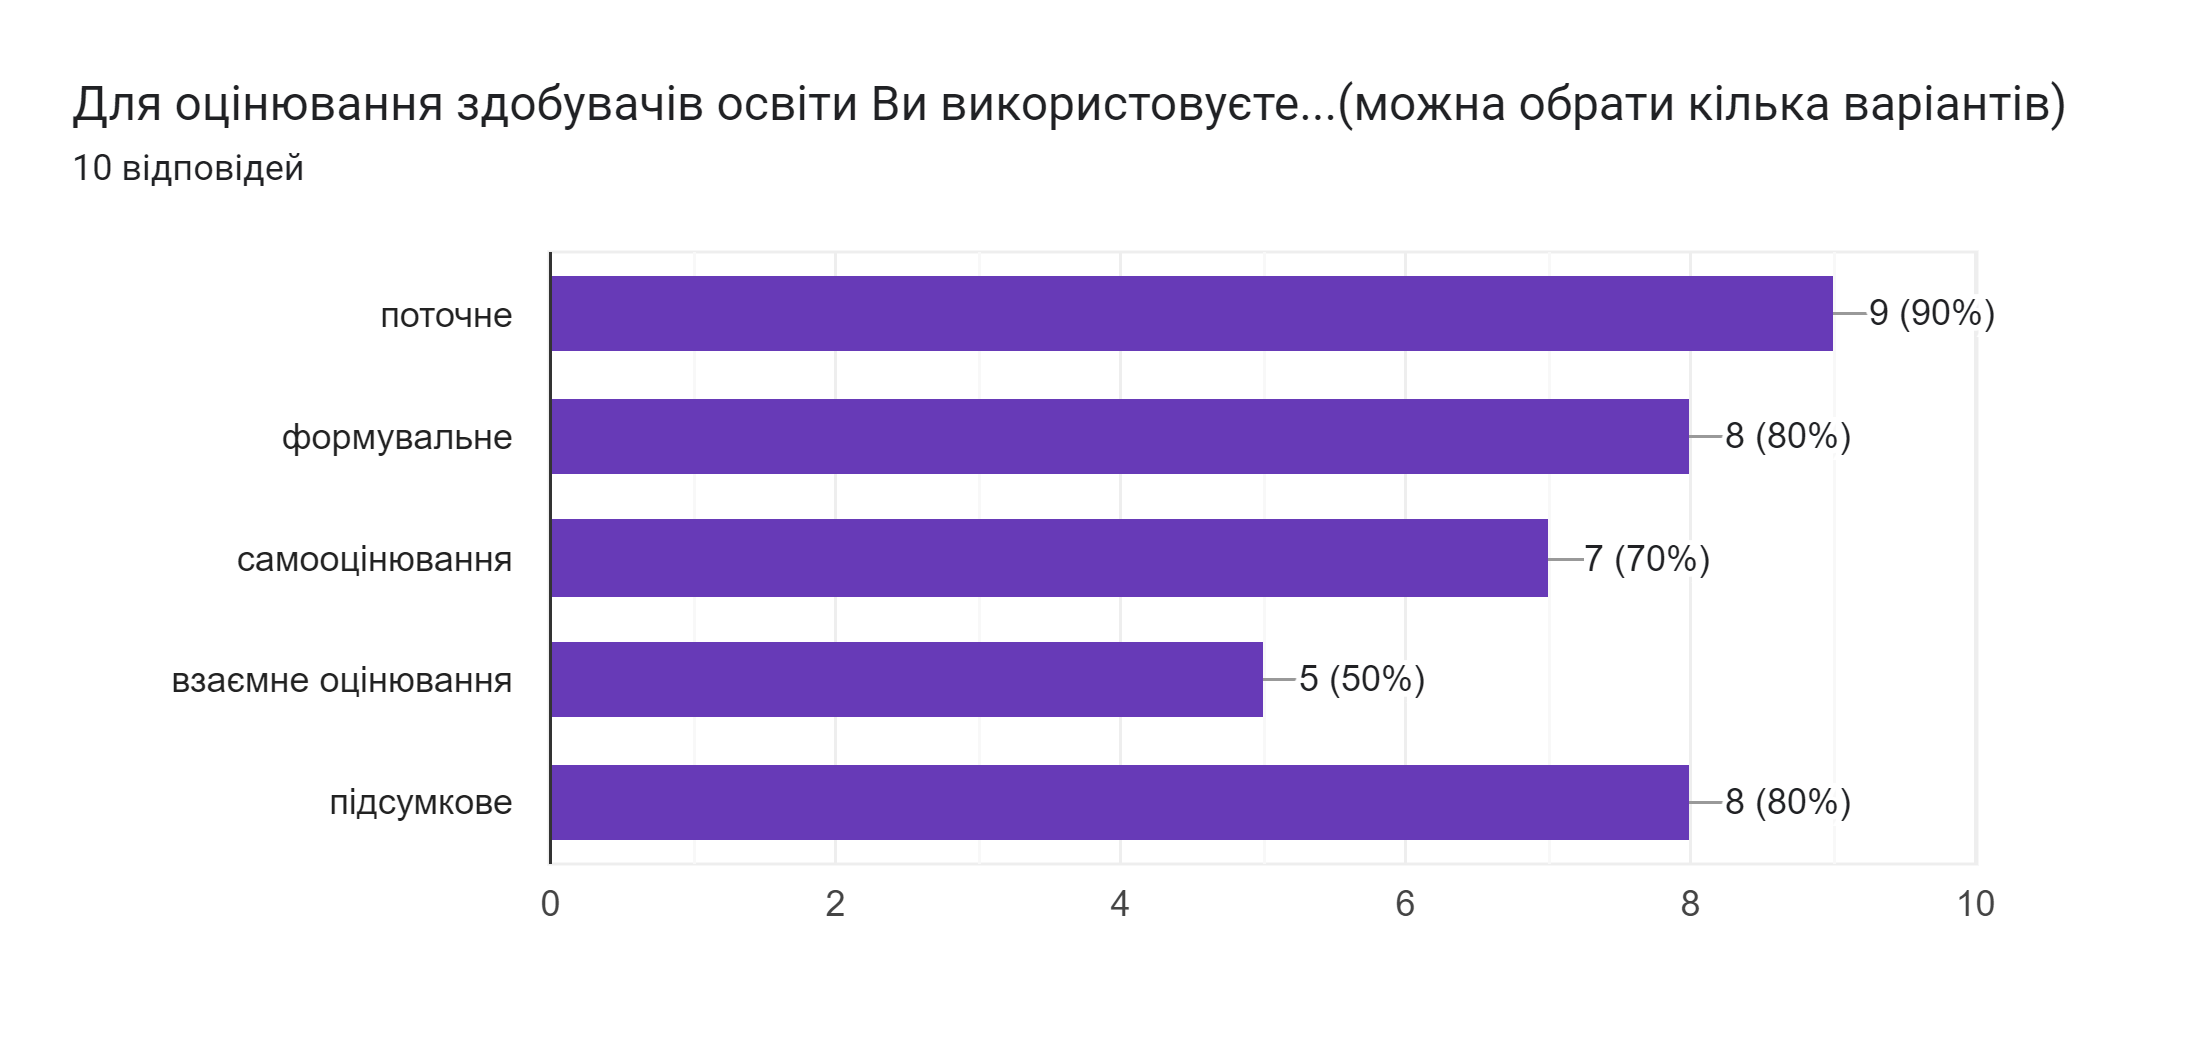 Для оцінювання здобувачів освіти Ви використовуєте...(можна обрати кілька варіантів)
10 відповідей
поточне
9 (90%)
формувальне
8 (80%)
самооцінювання
7 (70%)
взаємне оцінювання
5 (50%)
підсумкове
8 (80%)
0 2 4 6 8 10